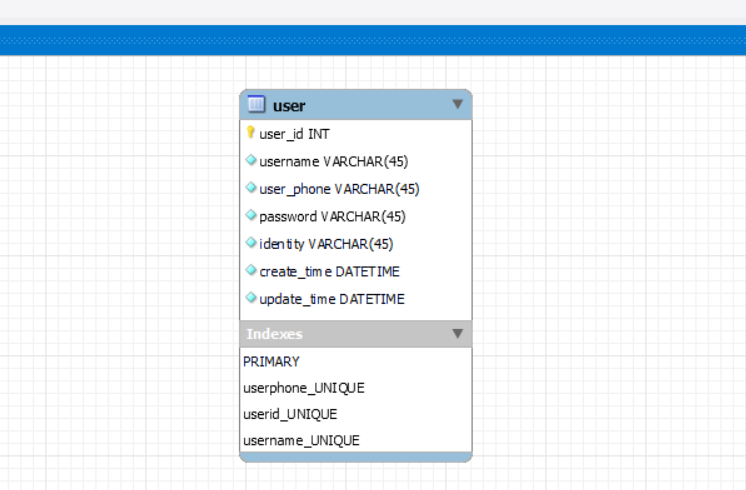 user
user_id INT
username VARCHAR(45)
user_phone VARCHAR(45)
password VARCHAR(45)
identity VARCHAR(45)
create_time DATETIME
update_time DATETIME
Indexes
PRIMARY
userphone_UNIQUE
userid_UNIQUE
username_UNIQUE